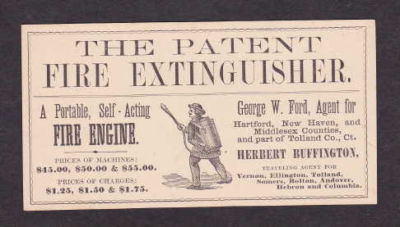 THE PATENT
FIRE EXTINGUISHER.
A Portable, Self - Acting
FIRE ENGINE.
PRICES OF MACHINES:
$45.00, $50.00 & $55.00.
PRICES OF CHARGES:
$1.25, $1.50 & $1.75.
George W. Ford, Agent for
Hartford, New Haven, and
Middlesex Counties,
and part of Tolland Co., Ct.
HERBERT BUFFINGTON,
TRAVELING AGENT FOR
Vernon, Ellington, Tolland,
Somers, Bolton, Andover,
Hebron and Columbia.